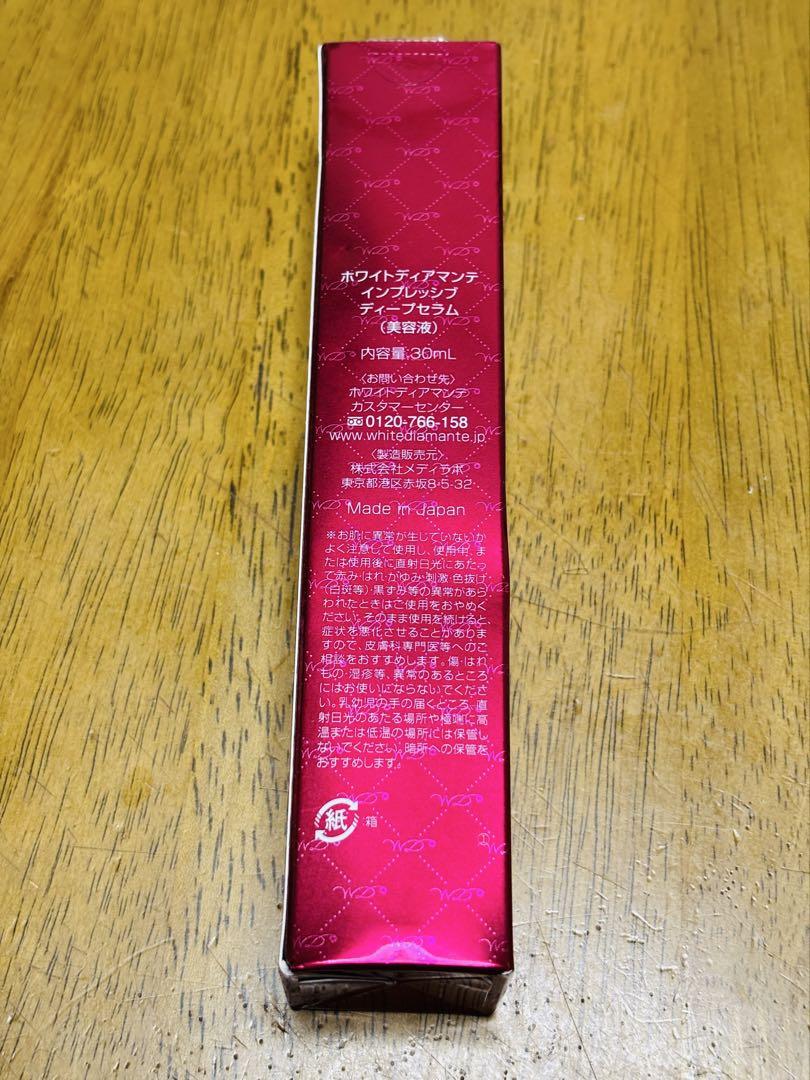 ホワイトディアマンテ
インプレッシブ
ディープセラム
(美容液)
内容量:30mL
〈お問い合わせ先〉
ホワイトディアマンテ
カスタマーセンター
0120-766-158
www.whitediamante.jp
〈製造販売元〉
株式会社メディラボ
東京都港区赤坂8-5-32
Made in Japan
※お肌に異常が生じていないか
よく注意して使用し、使用中、ま
たは使用後に直射日光にあたっ
て赤み・はれ・かゆみ・刺激・色抜け
(白斑等)・黒ずみ等の異常があら
われたときはご使用をおやめく
ださい。そのまま使用を続けると、
症状を悪化させることがありま
すので、皮膚科専門医等へのご
相談をおすすめします。傷・はれ
もの・湿疹等、異常のあるところ
にはお使いにならないでくださ
い。乳幼児の手の届くところ、直
射日光のあたる場所や極端に高
温または低温の場所には保管し
ないでください。暗所への保管を
おすすめします。
紙 箱